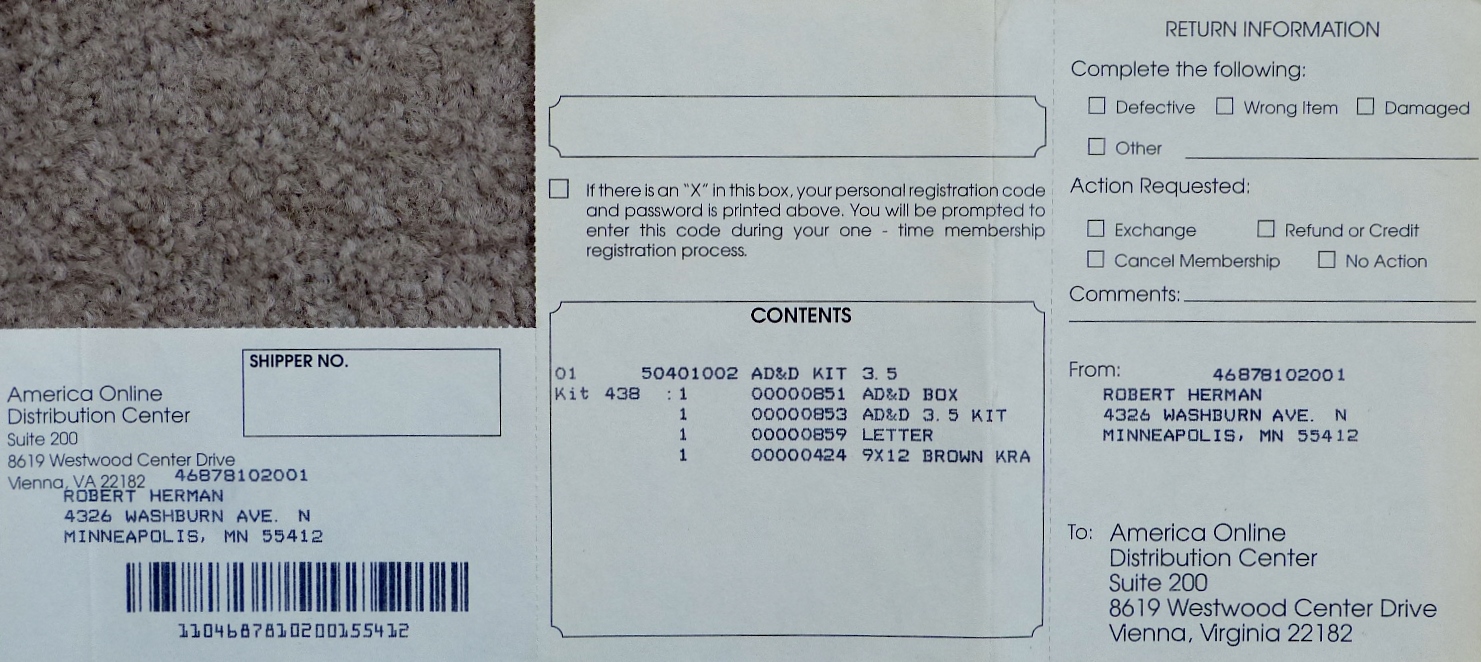 SHIPPER NO.
America Online
Distribution Center
Suite 200
8619 Westwood Center Drive
Vienna, VA 22182
46878102001
ROBERT HERMAN
4326 WASHBURN AVE. N
MINNEAPOLIS, MN 55412
1104687810200155412
If there is an "X" in this box, your personal registration code
and password is printed above. You will be prompted to
enter this code during your one - time membership
registration process.
CONTENTS
01 50401002 AD&D KIT 3.5
Kit 438 :1 00000851 AD&D BOX
1 00000853 AD&D 3.5 KIT
1 00000859 LETTER
1 00000424 9X12 BROWN KRA
RETURN INFORMATION
Complete the following:
Defective Wrong Item Damaged
Other
Action Requested:
Exchange Refund or Credit
Cancel Membership No Action
Comments:
From: 46878102001
ROBERT HERMAN
4326 WASHBURN AVE. N
MINNEAPOLIS, MN 55412
To: America Online
Distribution Center
Suite 200
8619 Westwood Center Drive
Vienna, Virginia 22182